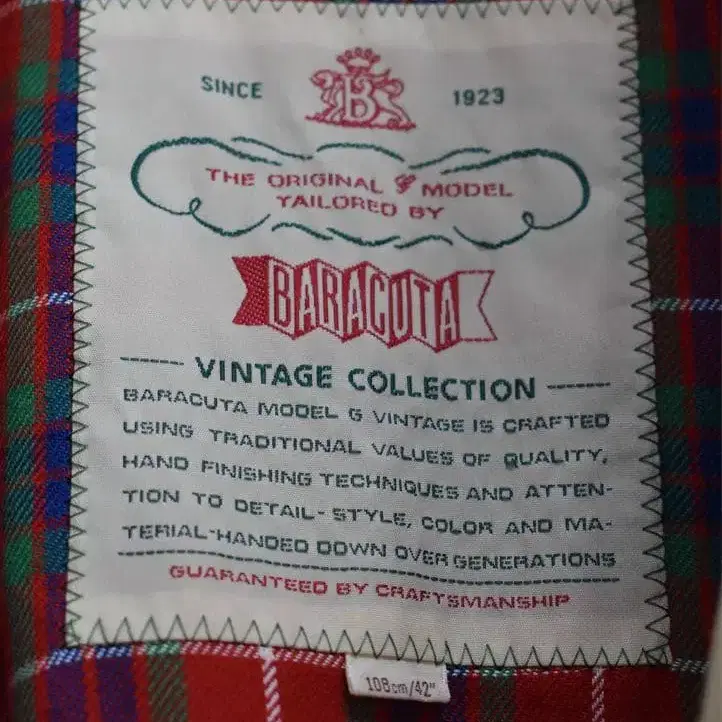 SINCE B 1923
THE ORIGINAL G MODEL
TAILORED BY
BARACUTA
VINTAGE COLLECTION
BARACUTA MODEL G VINTAGE IS CRAFTED
USING TRADITIONAL VALUES OF QUALITY,
HAND FINISHING TECHNIQUES AND ATTEN-
TION TO DETAIL-STYLE, COLOR AND MA-
TERIAL-HANDED DOWN OVER GENERATIONS
GUARANTEED BY CRAFTSMANSHIP
108cm/42"